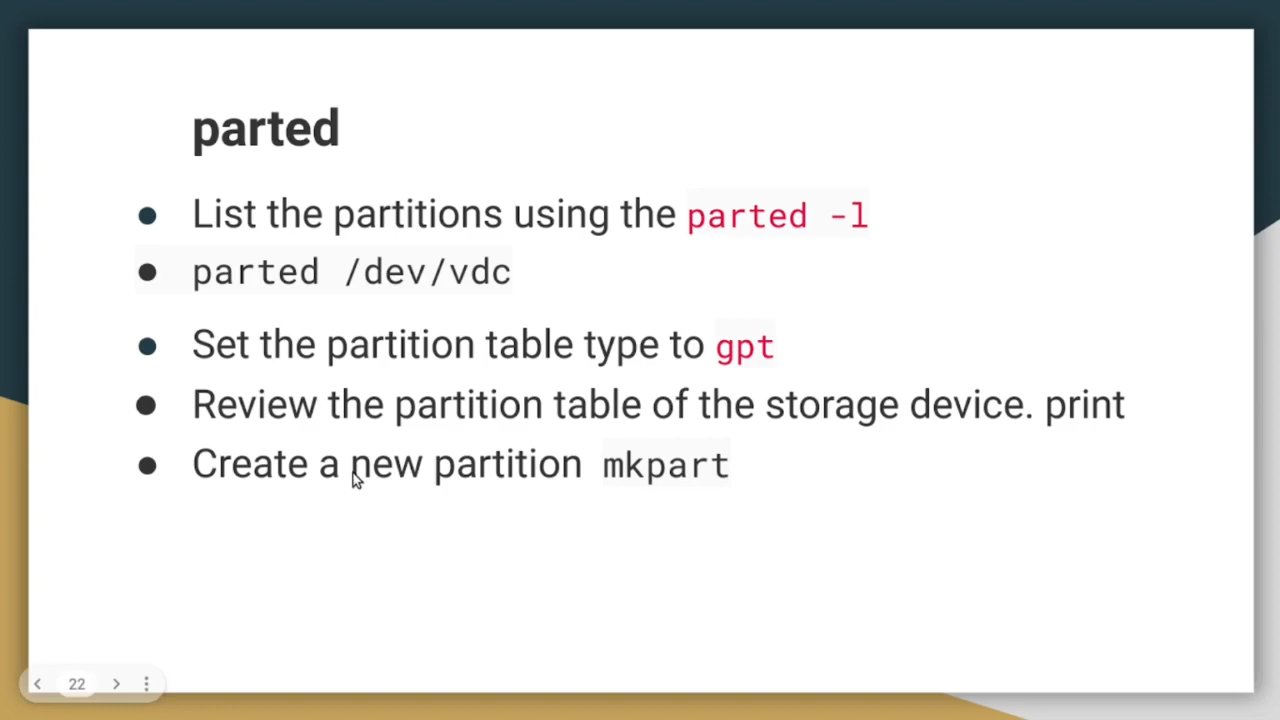 parted
List the partitions using the parted -l
parted /dev/vdc
Set the partition table type to gpt
Review the partition table of the storage device. print
Create a new partition mkpart
22